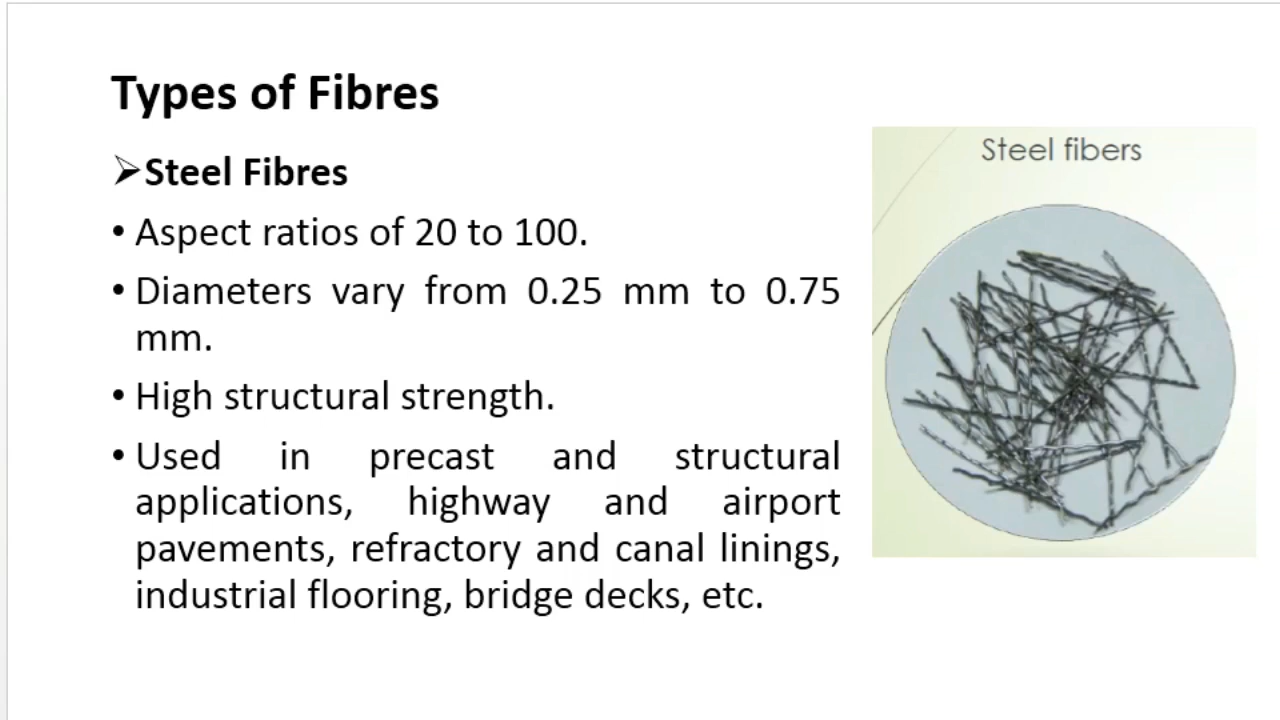 Types of Fibres
➢Steel Fibres
• Aspect ratios of 20 to 100.
• Diameters vary from 0.25 mm to 0.75
mm.
• High structural strength.
• Used in precast and structural
applications, highway and airport
pavements, refractory and canal linings,
industrial flooring, bridge decks, etc.
Steel fibers